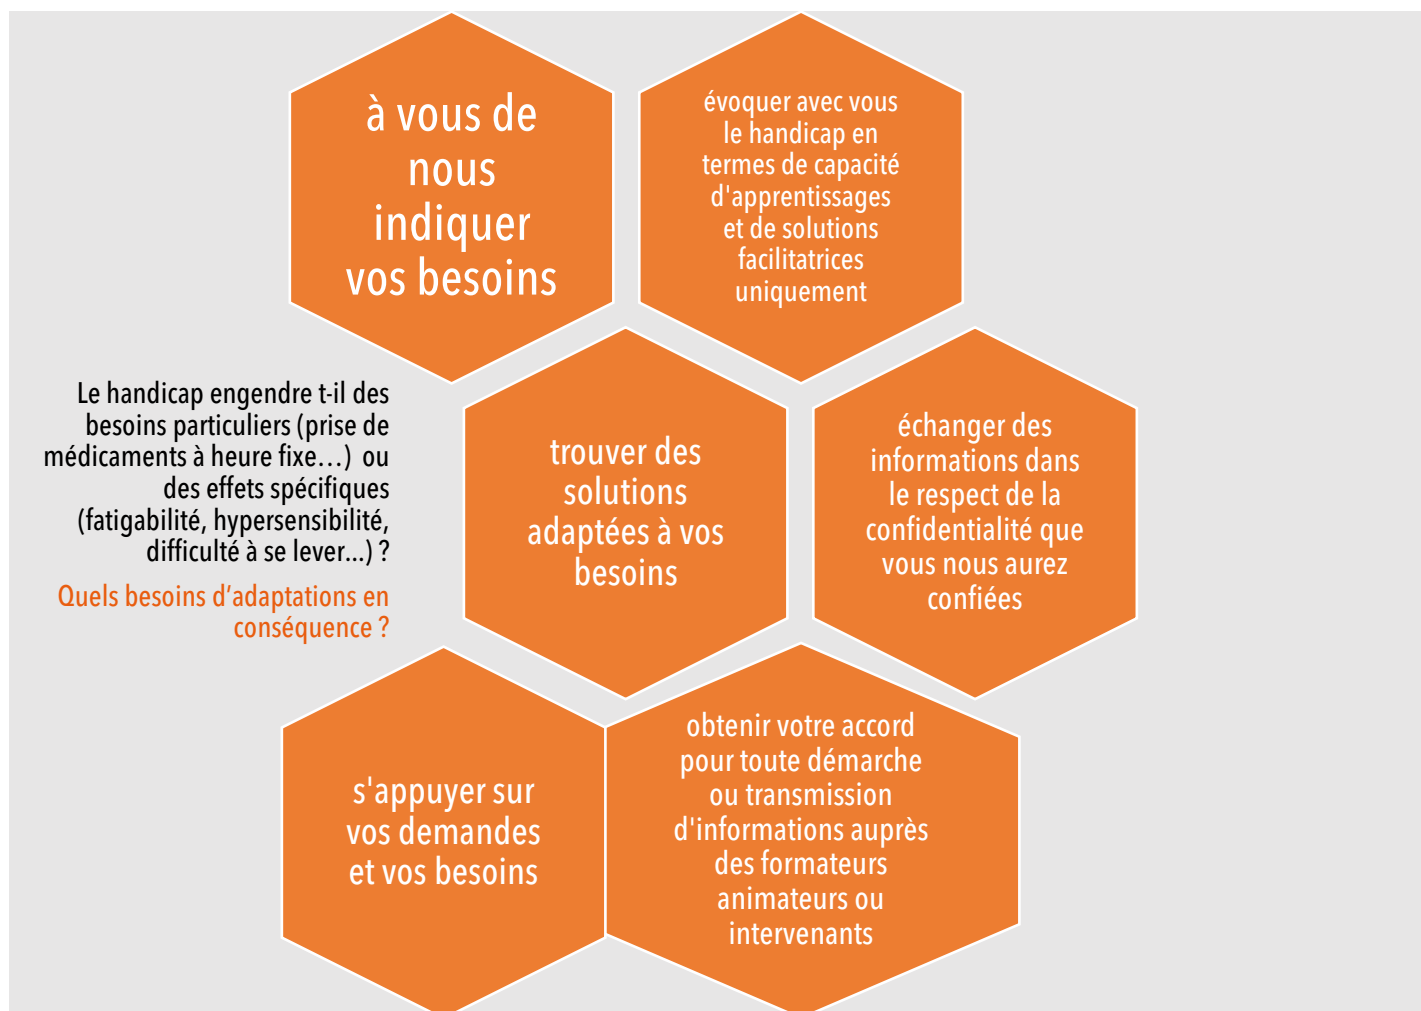 à vous de
nous
indiquer
vos besoins
évoquer avec vous
le handicap en
termes de capacité
d'apprentissages
et de solutions
facilitatrices
uniquement
Le handicap engendre t-il des
besoins particuliers (prise de
médicaments à heure fixe…) ou
des effets spécifiques
(fatigabilité, hypersensibilité,
difficulté à se lever...) ?
Quels besoins d’adaptations en
conséquence ?
trouver des
solutions
adaptées à vos
besoins
échanger des
informations dans
le respect de la
confidentialité que
vous nous aurez
confiées
s'appuyer sur
vos demandes
et vos besoins
obtenir votre accord
pour toute démarche
ou transmission
d'informations auprès
des formateurs
animateurs ou
intervenants